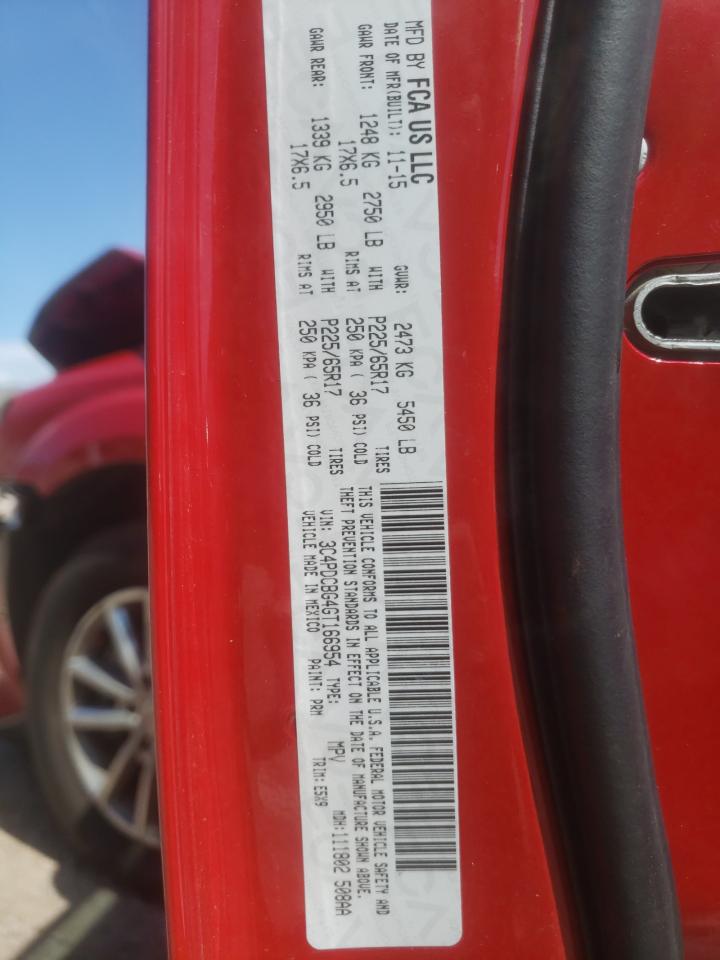 MFD BY FCA US LLC
DATE OF MFR(BUILT): 11-15 GVWR: 2473 KG 5450 LB
GAWR FRONT: 1248 KG 2750 LB WITH P225/65R17 TIRES
17X6.5 RIMS AT 250 KPA ( 36 PSI) COLD
GAWR REAR: 1339 KG 2950 LB WITH P225/65R17 TIRES
17X6.5 RIMS AT 250 KPA ( 36 PSI) COLD
THIS VEHICLE CONFORMS TO ALL APPLICABLE U.S.A. FEDERAL MOTOR VEHICLE SAFETY AND
THEFT PREVENTION STANDARDS IN EFFECT ON THE DATE OF MANUFACTURE SHOWN ABOVE.
VIN: 3C4PDCBG4GT166954 TYPE: MPV MDH:111802 508AA
VEHICLE MADE IN MEXICO PAINT: PRM TRIM: E5X9